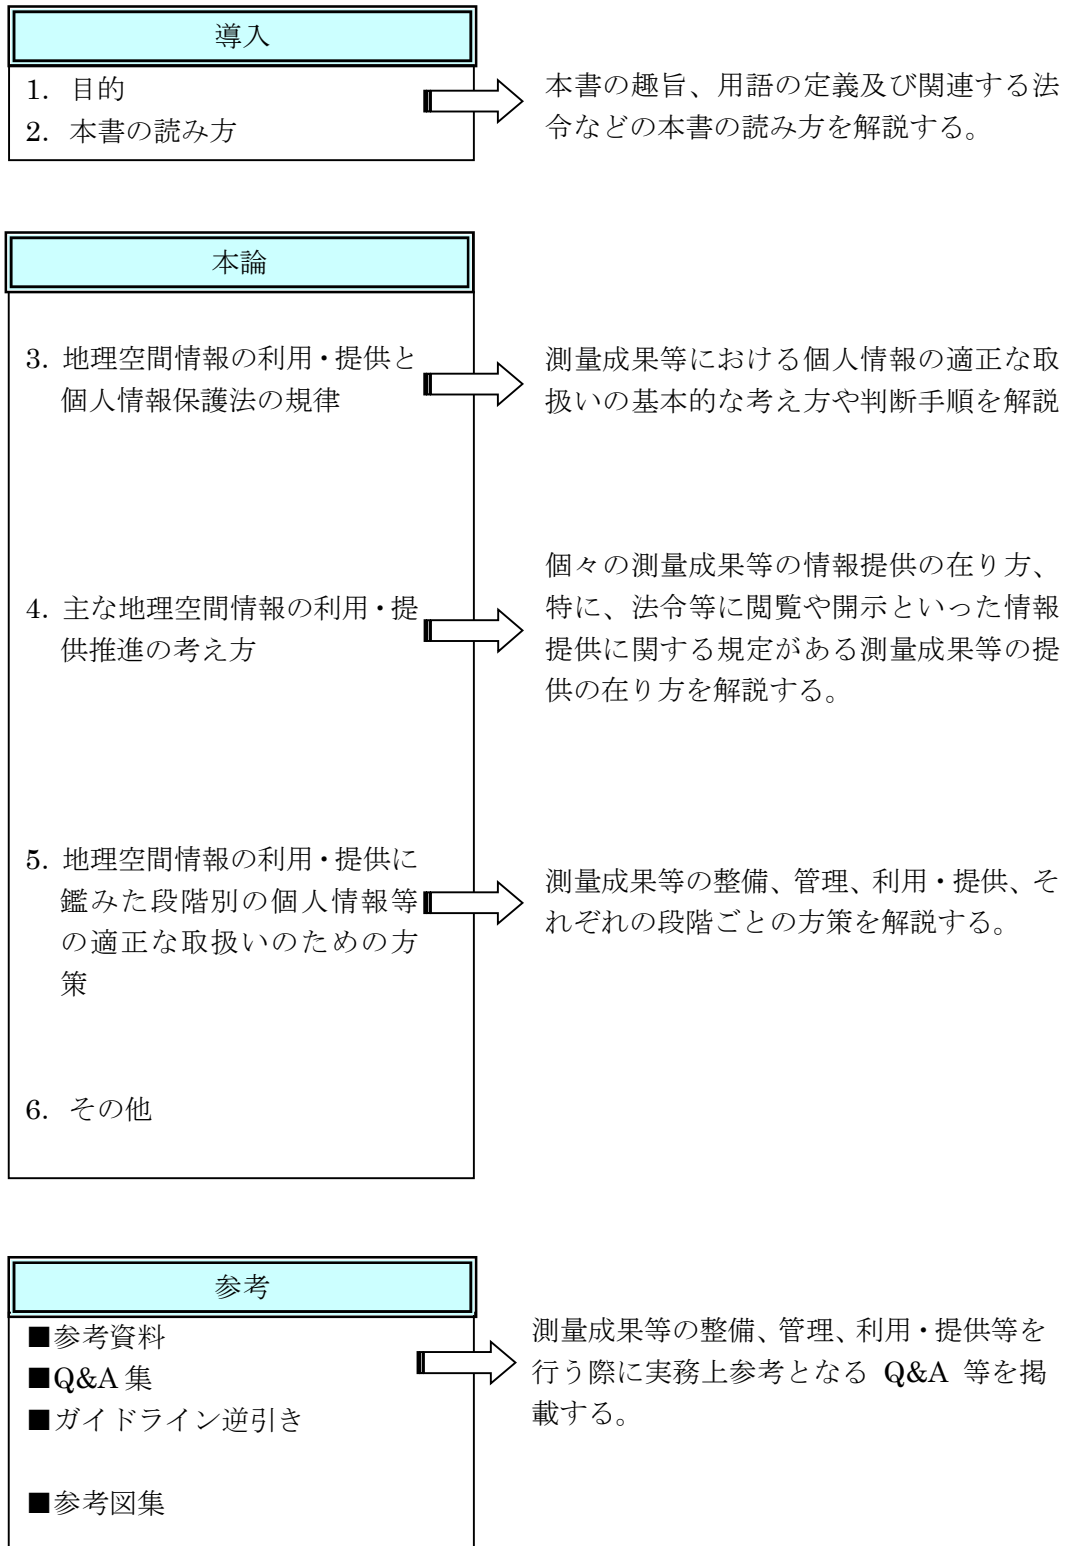 導入
1. 目的
2. 本書の読み方
本書の趣旨、用語の定義及び関連する法
令などの本書の読み方を解説する。
本論
3. 地理空間情報の利用・提供と
個人情報保護法の規律
測量成果等における個人情報の適正な取
扱いの基本的な考え方や判断手順を解説
4. 主な地理空間情報の利用・提
供推進の考え方
個々の測量成果等の情報提供の在り方、
特に、法令等に閲覧や開示といった情報
提供に関する規定がある測量成果等の提
供の在り方を解説する。
5. 地理空間情報の利用・提供に
鑑みた段階別の個人情報等
の適正な取扱いのための方
策
測量成果等の整備、管理、利用・提供、そ
れぞれの段階ごとの方策を解説する。
6. その他
参考
■参考資料
■Q&A 集
■ガイドライン逆引き
■参考図集
測量成果等の整備、管理、利用・提供等を
行う際に実務上参考となる Q&A 等を掲
載する。